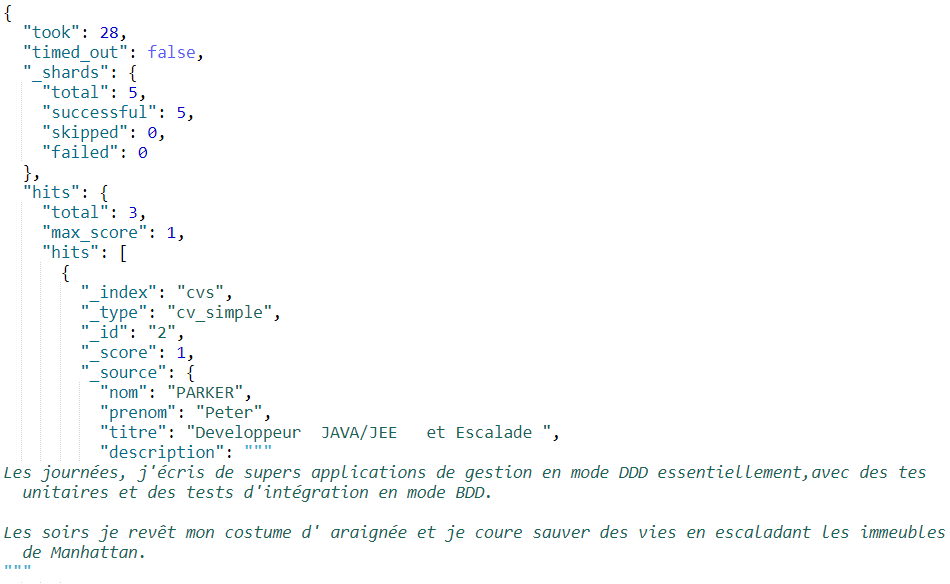 {
  "took": 28,
  "timed_out": false,
  "_shards": {
    "total": 5,
    "successful": 5,
    "skipped": 0,
    "failed": 0
  },
  "hits": {
    "total": 3,
    "max_score": 1,
    "hits": [
      {
        "_index": "cvs",
        "_type": "cv_simple",
        "_id": "2",
        "_score": 1,
        "_source": {
          "nom": "PARKER",
          "prenom": "Peter",
          "titre": "Developpeur  JAVA/JEE   et Escalade ",
          "description": """
Les journées, j'écris de supers applications de gestion en mode DDD essentiellement,avec des tes
  unitaires et des tests d'intégration en mode BDD.

Les soirs je revêt mon costume d' araignée et je coure sauver des vies en escaladant les immeubles
  de Manhattan.
"""